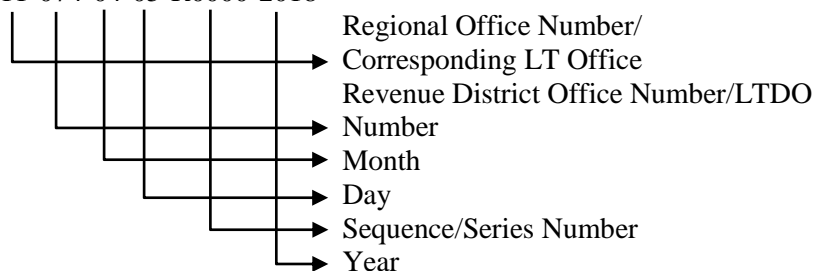 Regional Office Number/
Corresponding LT Office
Revenue District Office Number/LTDO
Number
Month
Day
Sequence/Series Number
Year